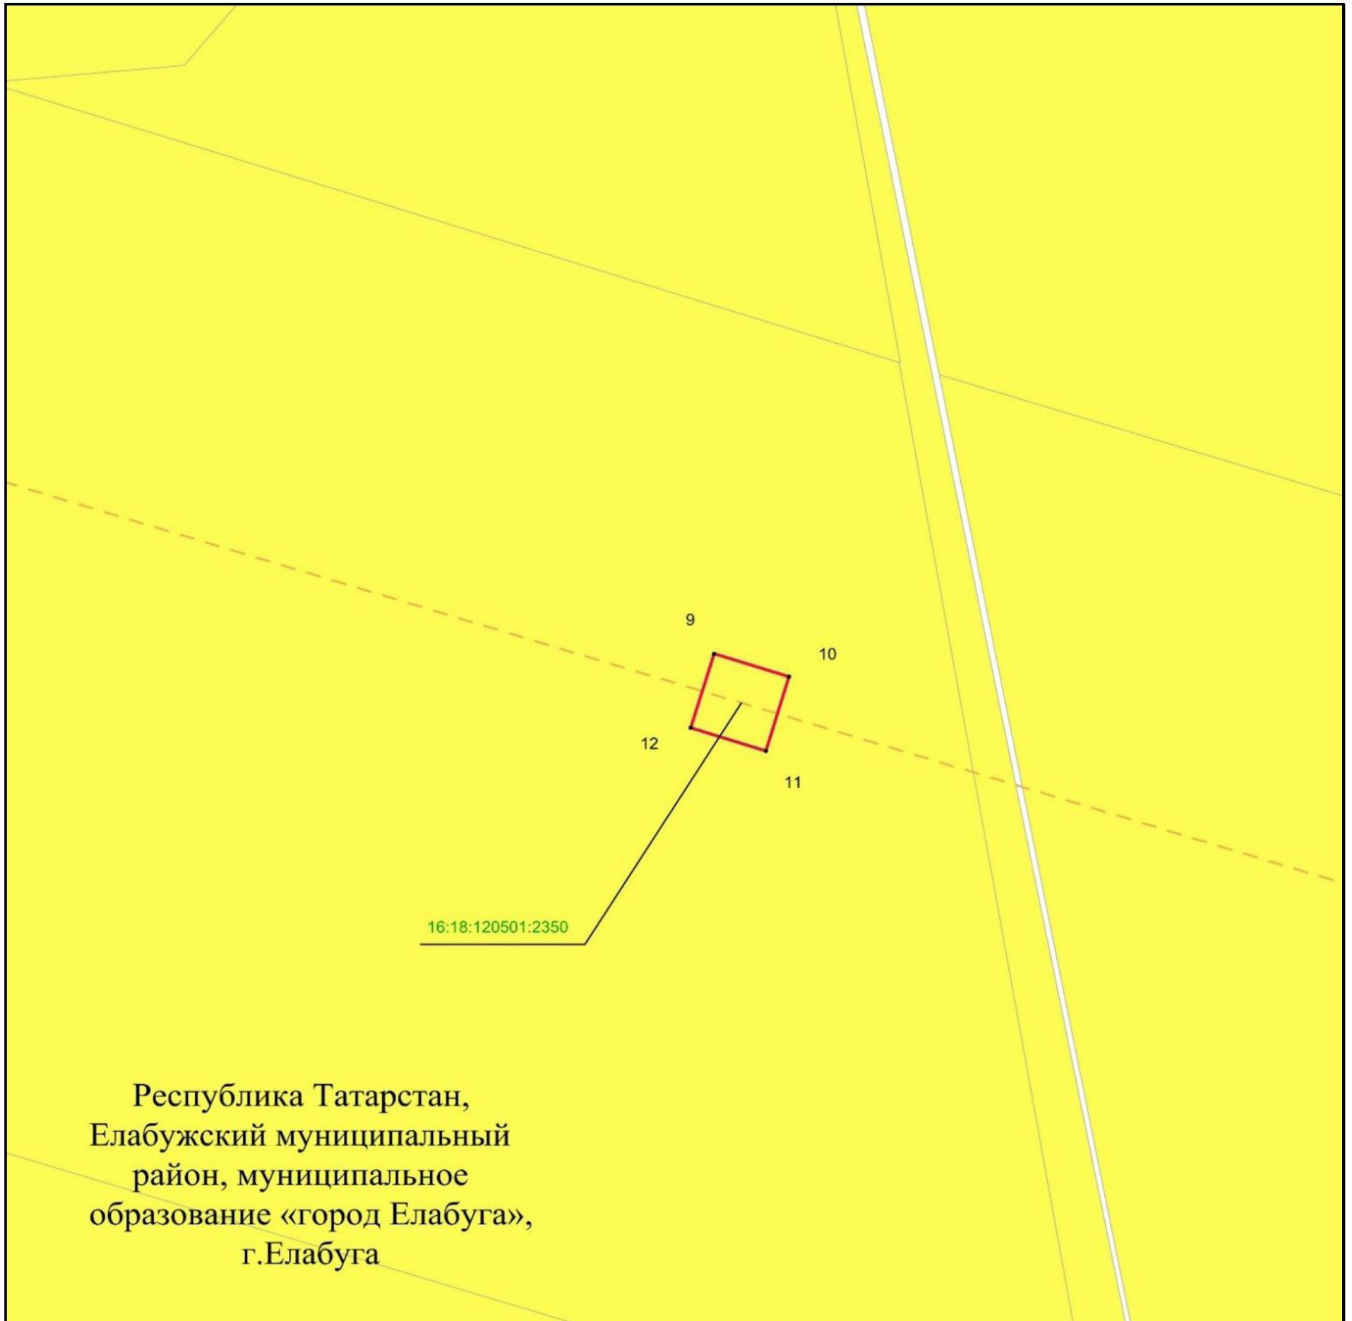 9
10
12
11
16:18:120501:2350
Республика Татарстан,
Елабужский муниципальный
район, муниципальное
образование «город Елабуга»,
г.Елабуга